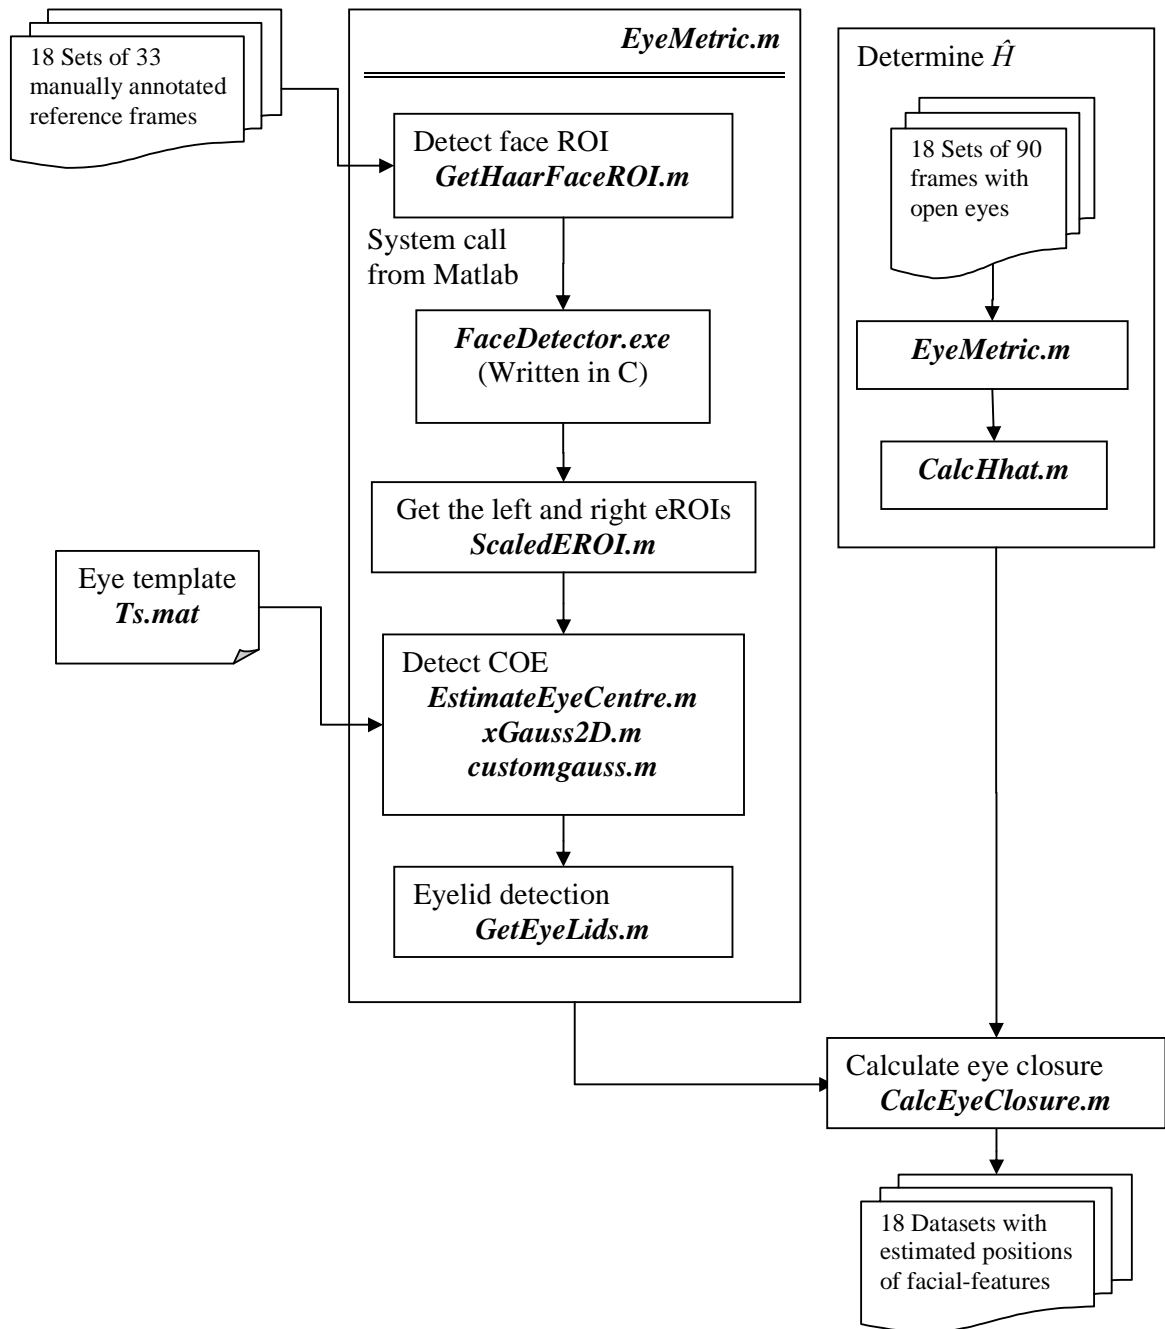 18 Sets of 33
manually annotated
reference frames
EyeMetric.m
Detect face ROI
GetHaarFaceROI.m
System call
from Matlab
FaceDetector.exe
(Written in C)
Get the left and right eROIs
ScaledEROI.m
Eye template
Ts.mat
Detect COE
EstimateEyeCentre.m
xGauss2D.m
customgauss.m
Eyelid detection
GetEyeLids.m
Determine Ĥ
18 Sets of 90
frames with
open eyes
EyeMetric.m
CalcHhat.m
Calculate eye closure
CalcEyeClosure.m
18 Datasets with
estimated positions
of facial-features